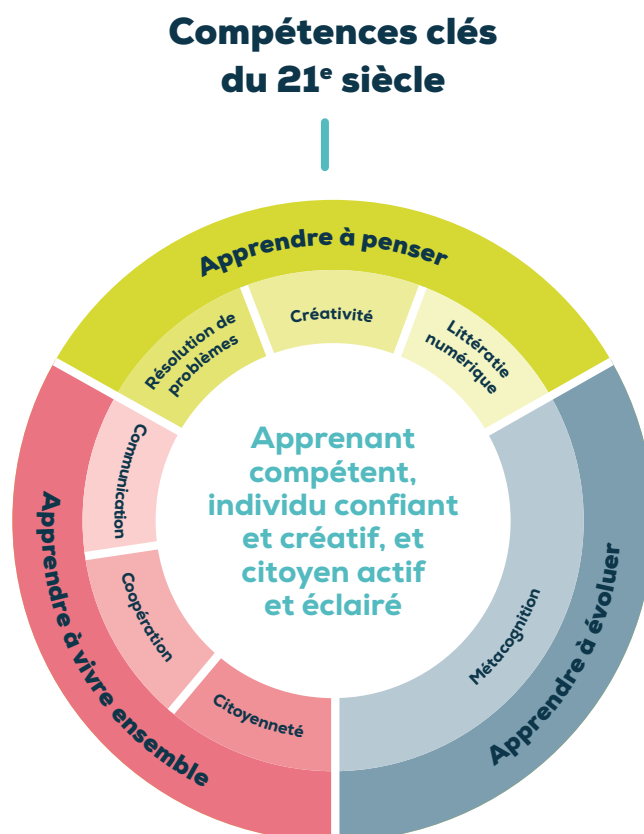 Compétences clés
du 21e siècle
Apprendre à penser
Résolution de
problèmes
Créativité
Littératie
numérique
Communication
Coopération
Citoyenneté
Apprendre à vivre ensemble
Apprenant
compétent,
individu confiant
et créatif, et
citoyen actif
et éclairé
Métacognition
Apprendre à évoluer